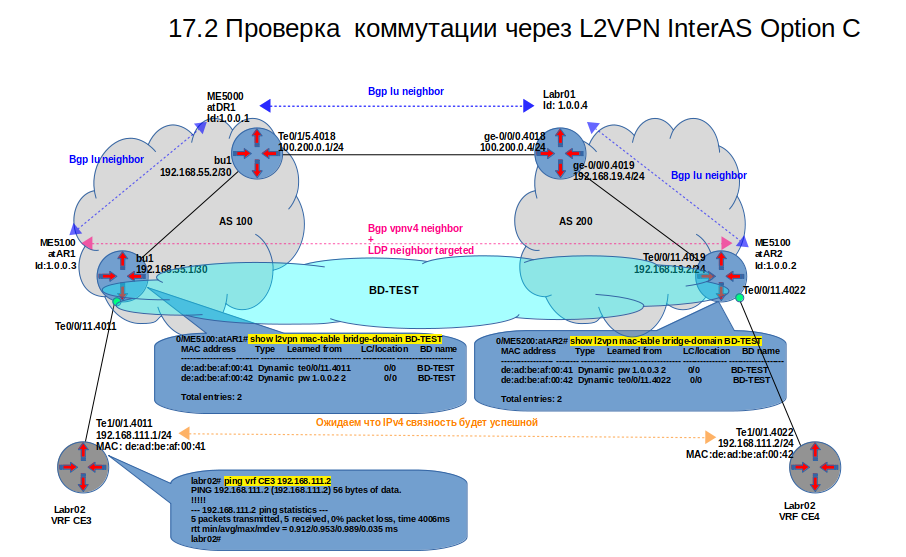 17.2 Проверка  коммутации через L2VPN InterAS Option C
Bgp lu neighbor
ME5000
atDR1
Id:1.0.0.1
Labr01
Id: 1.0.0.4
Te0/1/5.4018
100.200.0.1/24
ge-0/0/0.4018
100.200.0.4/24
Bgp lu neighbor
bu1
192.168.55.2/30
ge-0/0/0.4019
192.168.19.4/24
Bgp lu neighbor
AS 100
AS 200
Bgp vpnv4 neighbor
+
LDP neighbor targeted
ME5100
atAR1
Id:1.0.0.3
bu1
192.168.55.1/30
Te0/0/11.4019
192.168.19.2/24
ME5100
atAR2
Id:1.0.0.2
BD-TEST
Te0/0/11.4022
Te0/0/11.4011
0/ME5100:atAR1# show l2vpn mac-table bridge-domain BD-TEST
MAC address Type Learned from LC/location BD name
----------------------- ---------- ------------------------------ ------------- ----------------------
de:ad:be:af:00:41 Dynamic te0/0/11.4011 0/0 BD-TEST
de:ad:be:af:00:42 Dynamic pw 1.0.0.2 2 0/0 BD-TEST
Total entries: 2
0/ME5200:atAR2# show l2vpn mac-table bridge-domain BD-TEST
MAC address Type Learned from LC/location BD name
----------------------- ---------- ------------------------------ ------------- ----------------------
de:ad:be:af:00:41 Dynamic pw 1.0.0.3 2 0/0 BD-TEST
de:ad:be:af:00:42 Dynamic te0/0/11.4022 0/0 BD-TEST
Total entries: 2
Te1/0/1.4011
192.168.111.1/24
MAC: de:ad:be:af:00:41
Ожидаем что IPv4 связность будет успешной
Te1/0/1.4022
192.168.111.2/24
MAC:de:ad:be:af:00:42
Labr02
VRF CE3
Labr02
VRF CE4
labr02# ping vrf CE3 192.168.111.2
PING 192.168.111.2 (192.168.111.2) 56 bytes of data.
!!!!!
--- 192.168.111.2 ping statistics ---
5 packets transmitted, 5 received, 0% packet loss, time 4006ms
rtt min/avg/max/mdev = 0.912/0.953/0.989/0.035 ms
labr02#